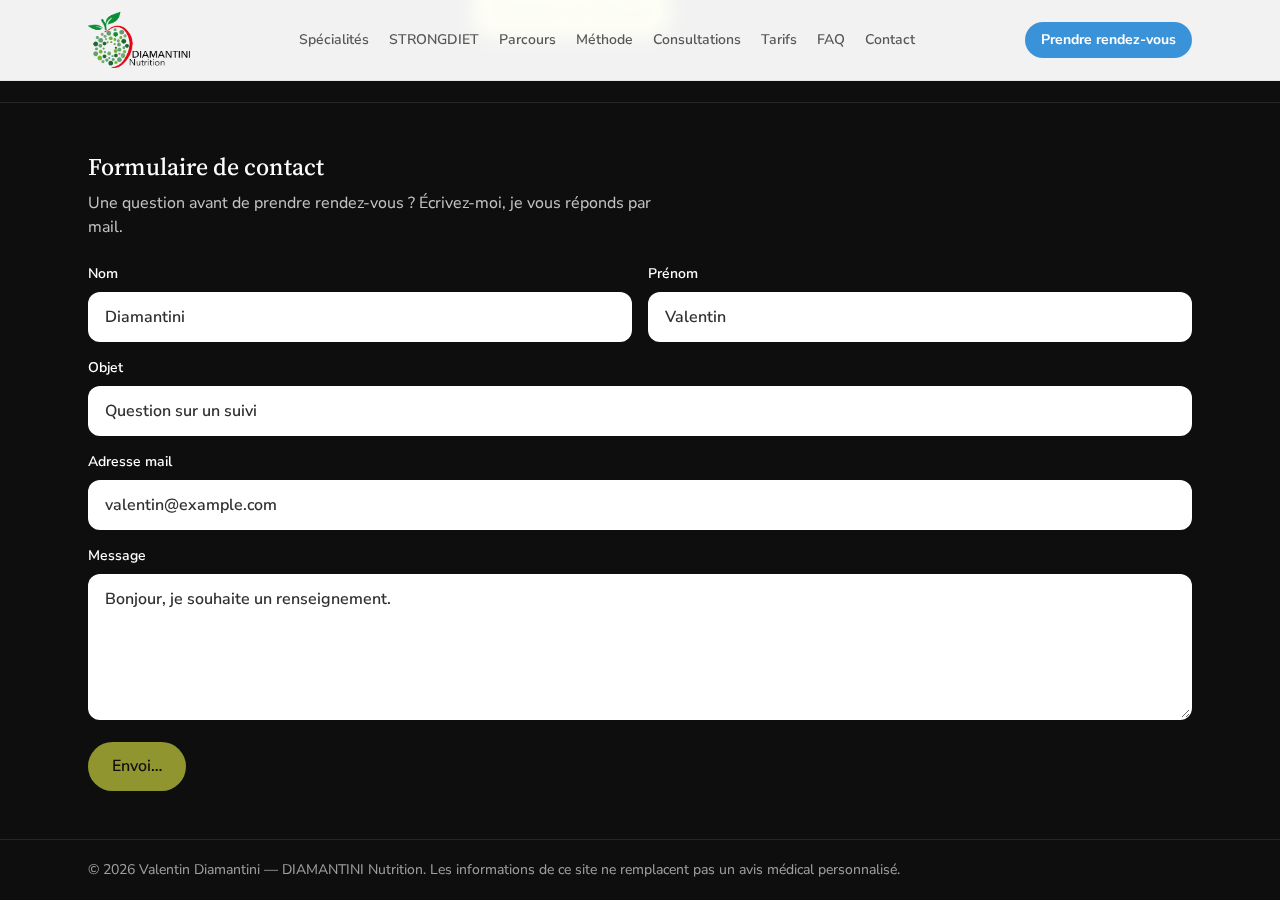 DIAMANTINI
Nutrition
Spécialités STRONGDIET Parcours Méthode Consultations Tarifs FAQ Contact
Prendre rendez-vous
Formulaire de contact
Une question avant de prendre rendez-vous ? Écrivez-moi, je vous réponds par
mail.
Nom Prénom
Diamantini Valentin
Objet
Question sur un suivi
Adresse mail
valentin@example.com
Message
Bonjour, je souhaite un renseignement.
Envoi...
© 2026 Valentin Diamantini — DIAMANTINI Nutrition. Les informations de ce site ne remplacent pas un avis médical personnalisé.